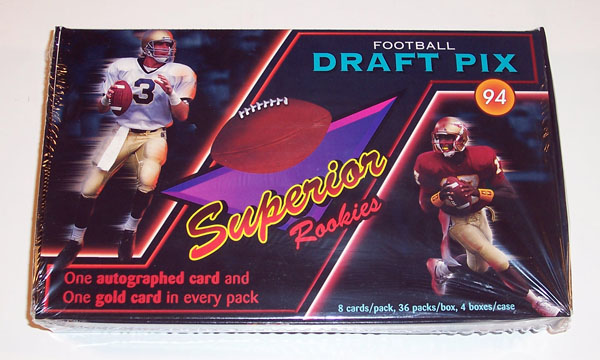 FOOTBALL
DRAFT PIX
94
3
Superior
Rookies
One autographed card and
One gold card in every pack
8 cards/pack, 36 packs/box, 4 boxes/case